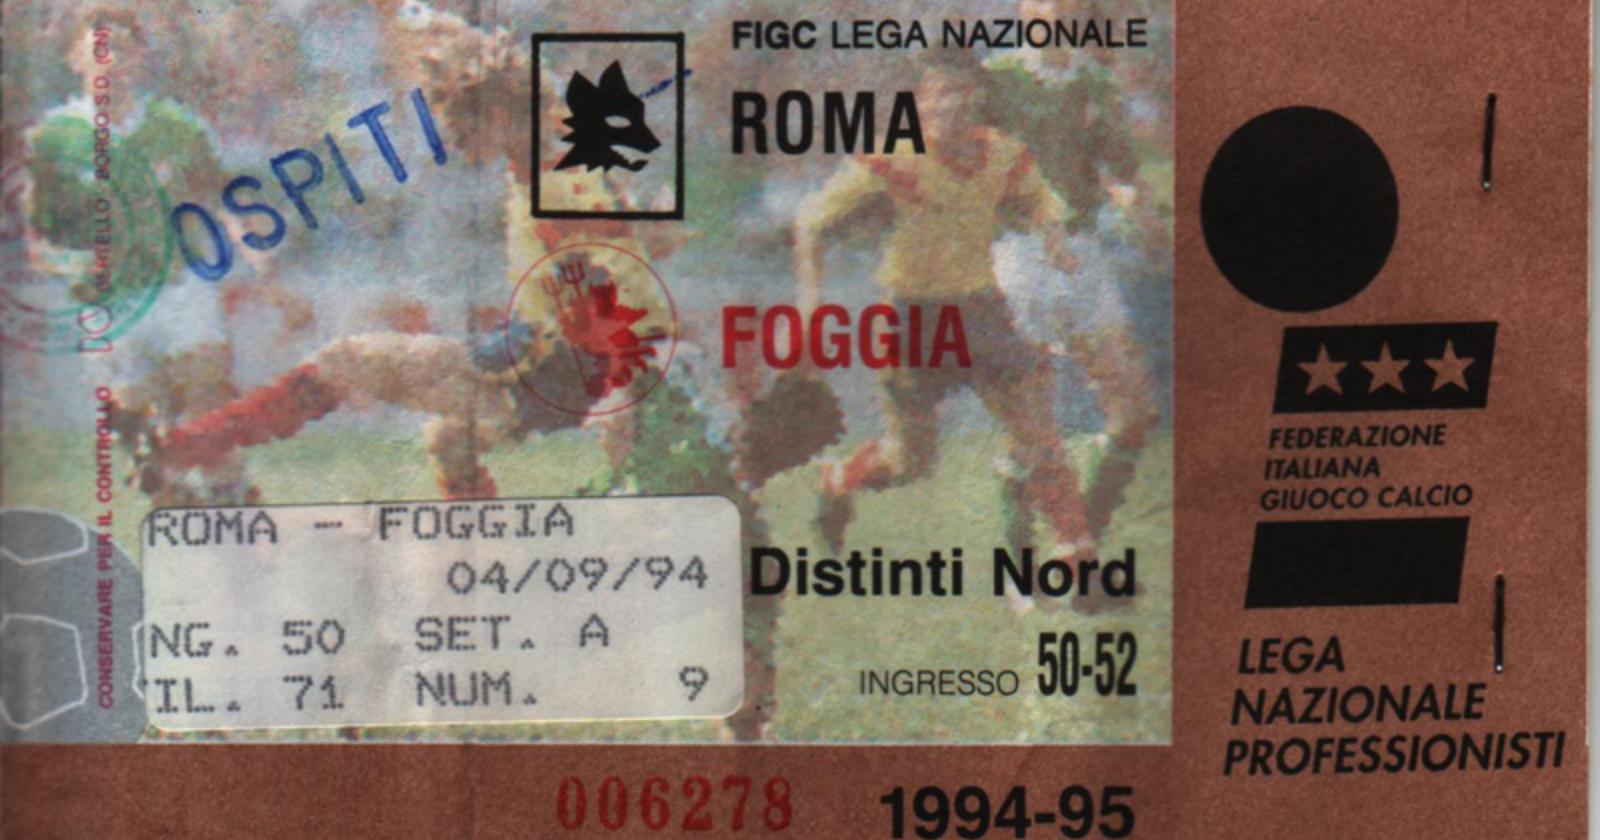 FIGC LEGA NAZIONALE
ROMA
FOGGIA
OSPITI
CONSERVARE PER IL CONTROLLO
ROMA - FOGGIA
04/09/94
NG. 50 SET. A
IL. 71 NUM. 9
Distinti Nord
INGRESSO 50-52
006278
1994-95
FEDERAZIONE
ITALIANA
GIUOCO CALCIO
LEGA
NAZIONALE
PROFESSIONISTI